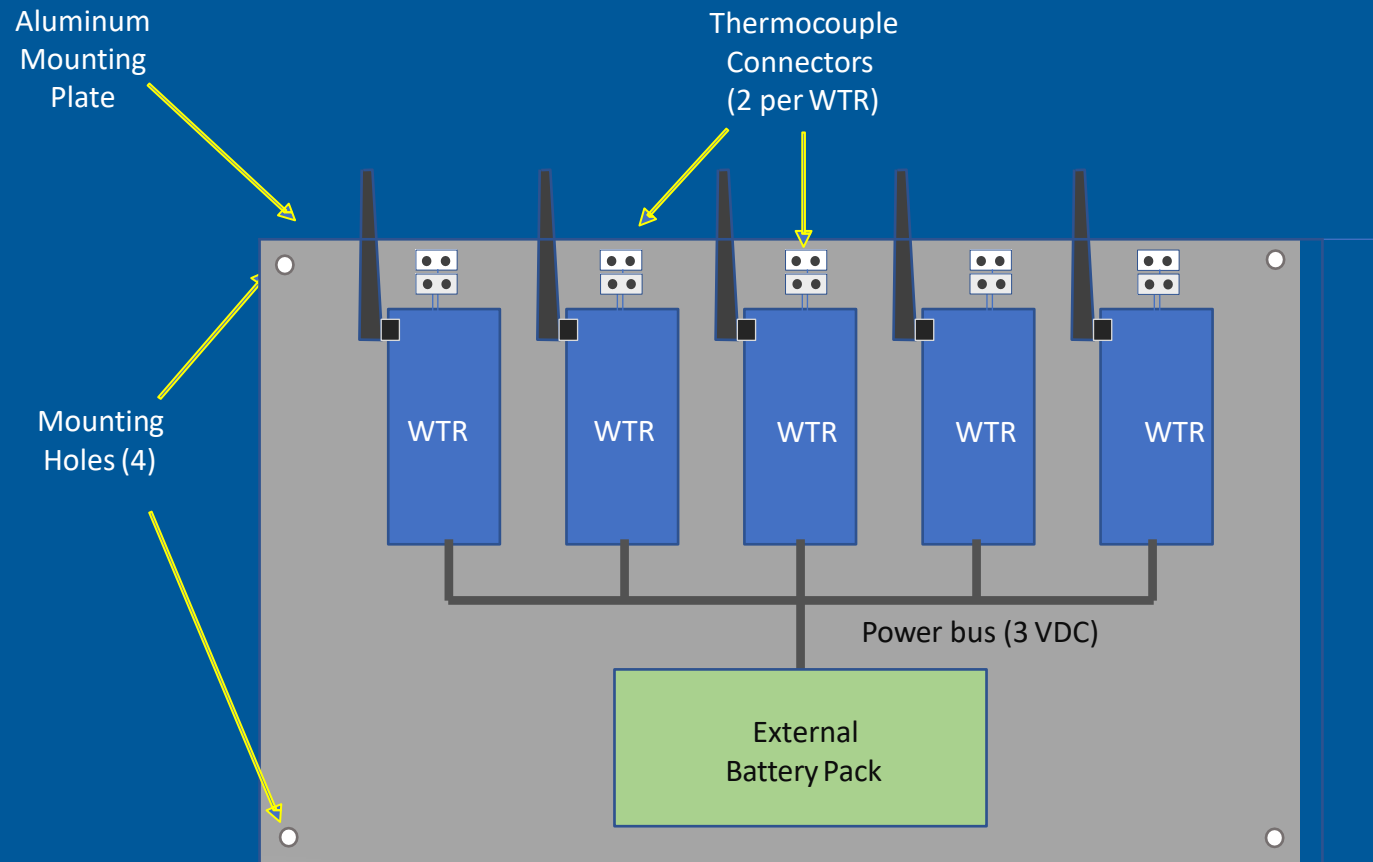 Aluminum
Mounting
Plate
Thermocouple
Connectors
(2 per WTR)
Mounting
Holes (4)
WTR
WTR
WTR
WTR
WTR
Power bus (3 VDC)
External
Battery Pack